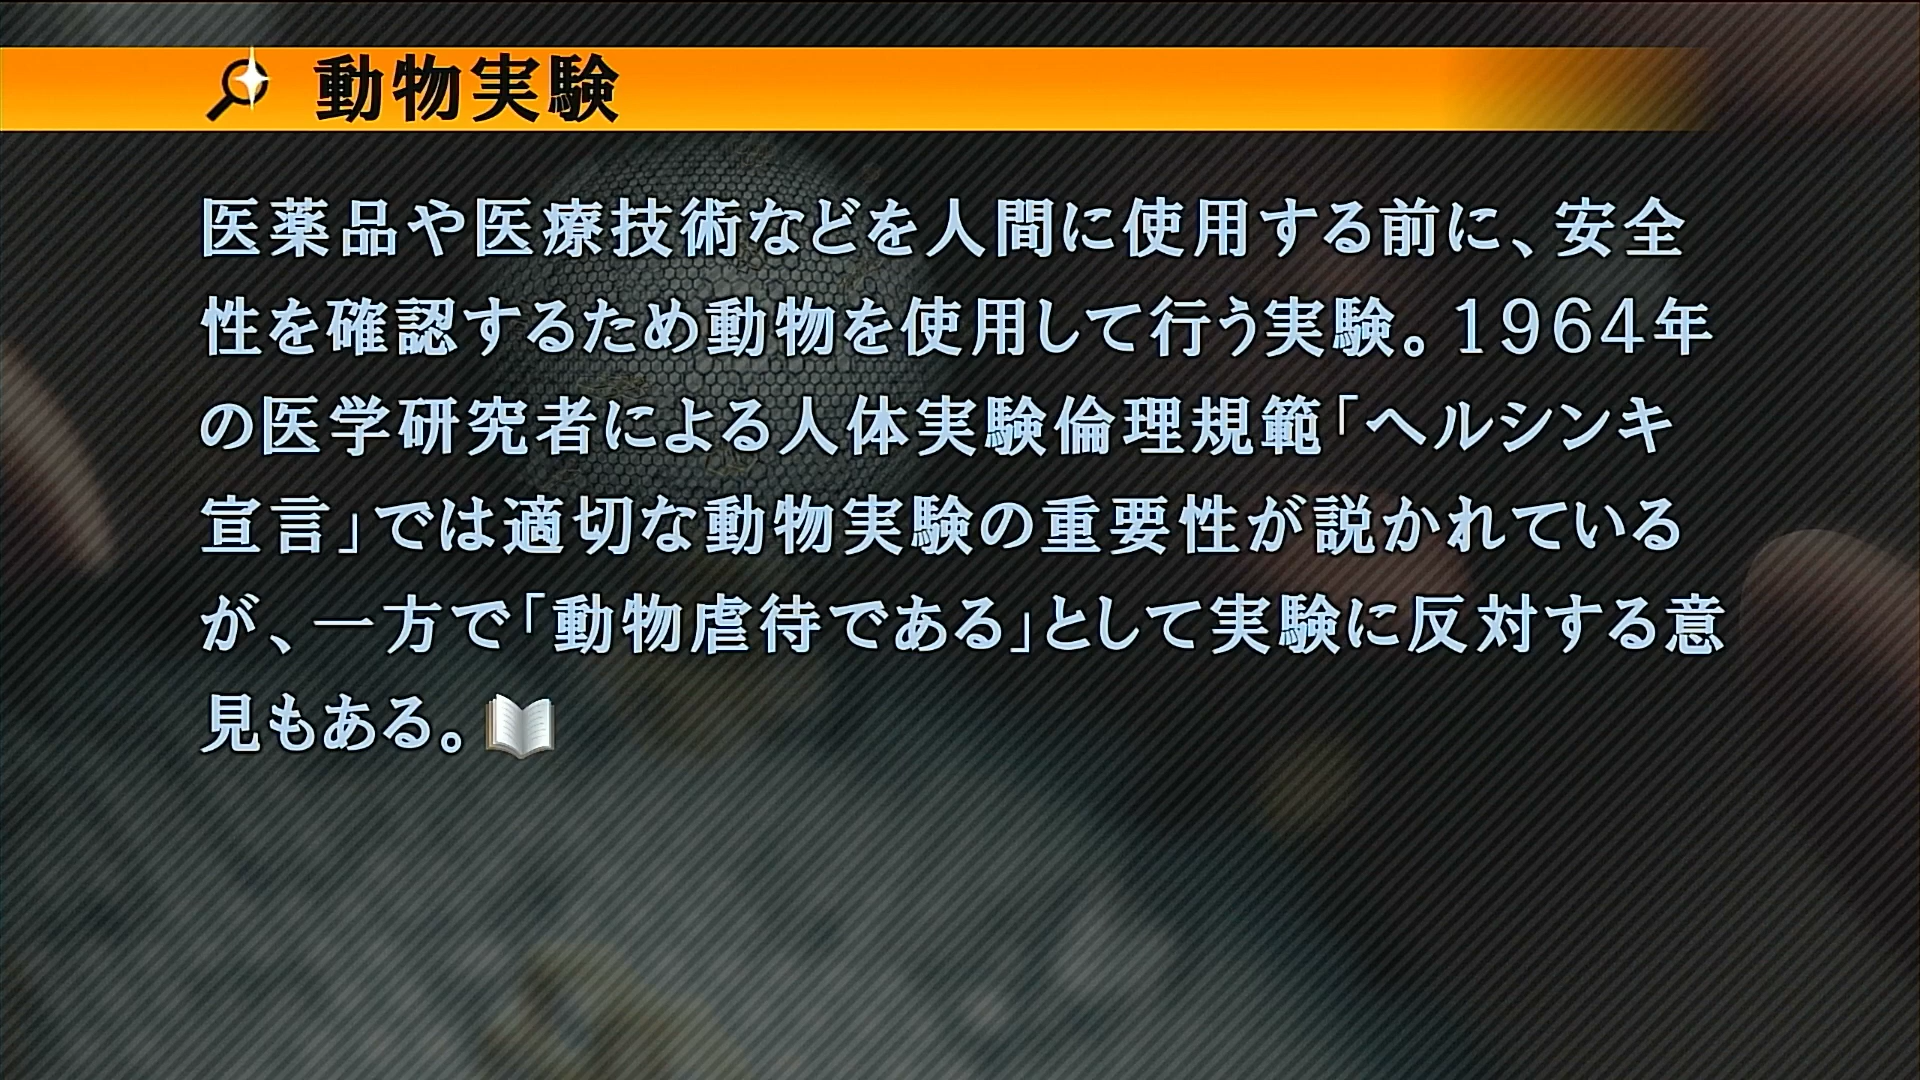 動物実験
医薬品や医療技術などを人間に使用する前に、安全
性を確認するため動物を使用して行う実験。1964年
の医学研究者による人体実験倫理規範「ヘルシンキ
宣言」では適切な動物実験の重要性が説かれている
が、一方で「動物虐待である」として実験に反対する意
見もある。